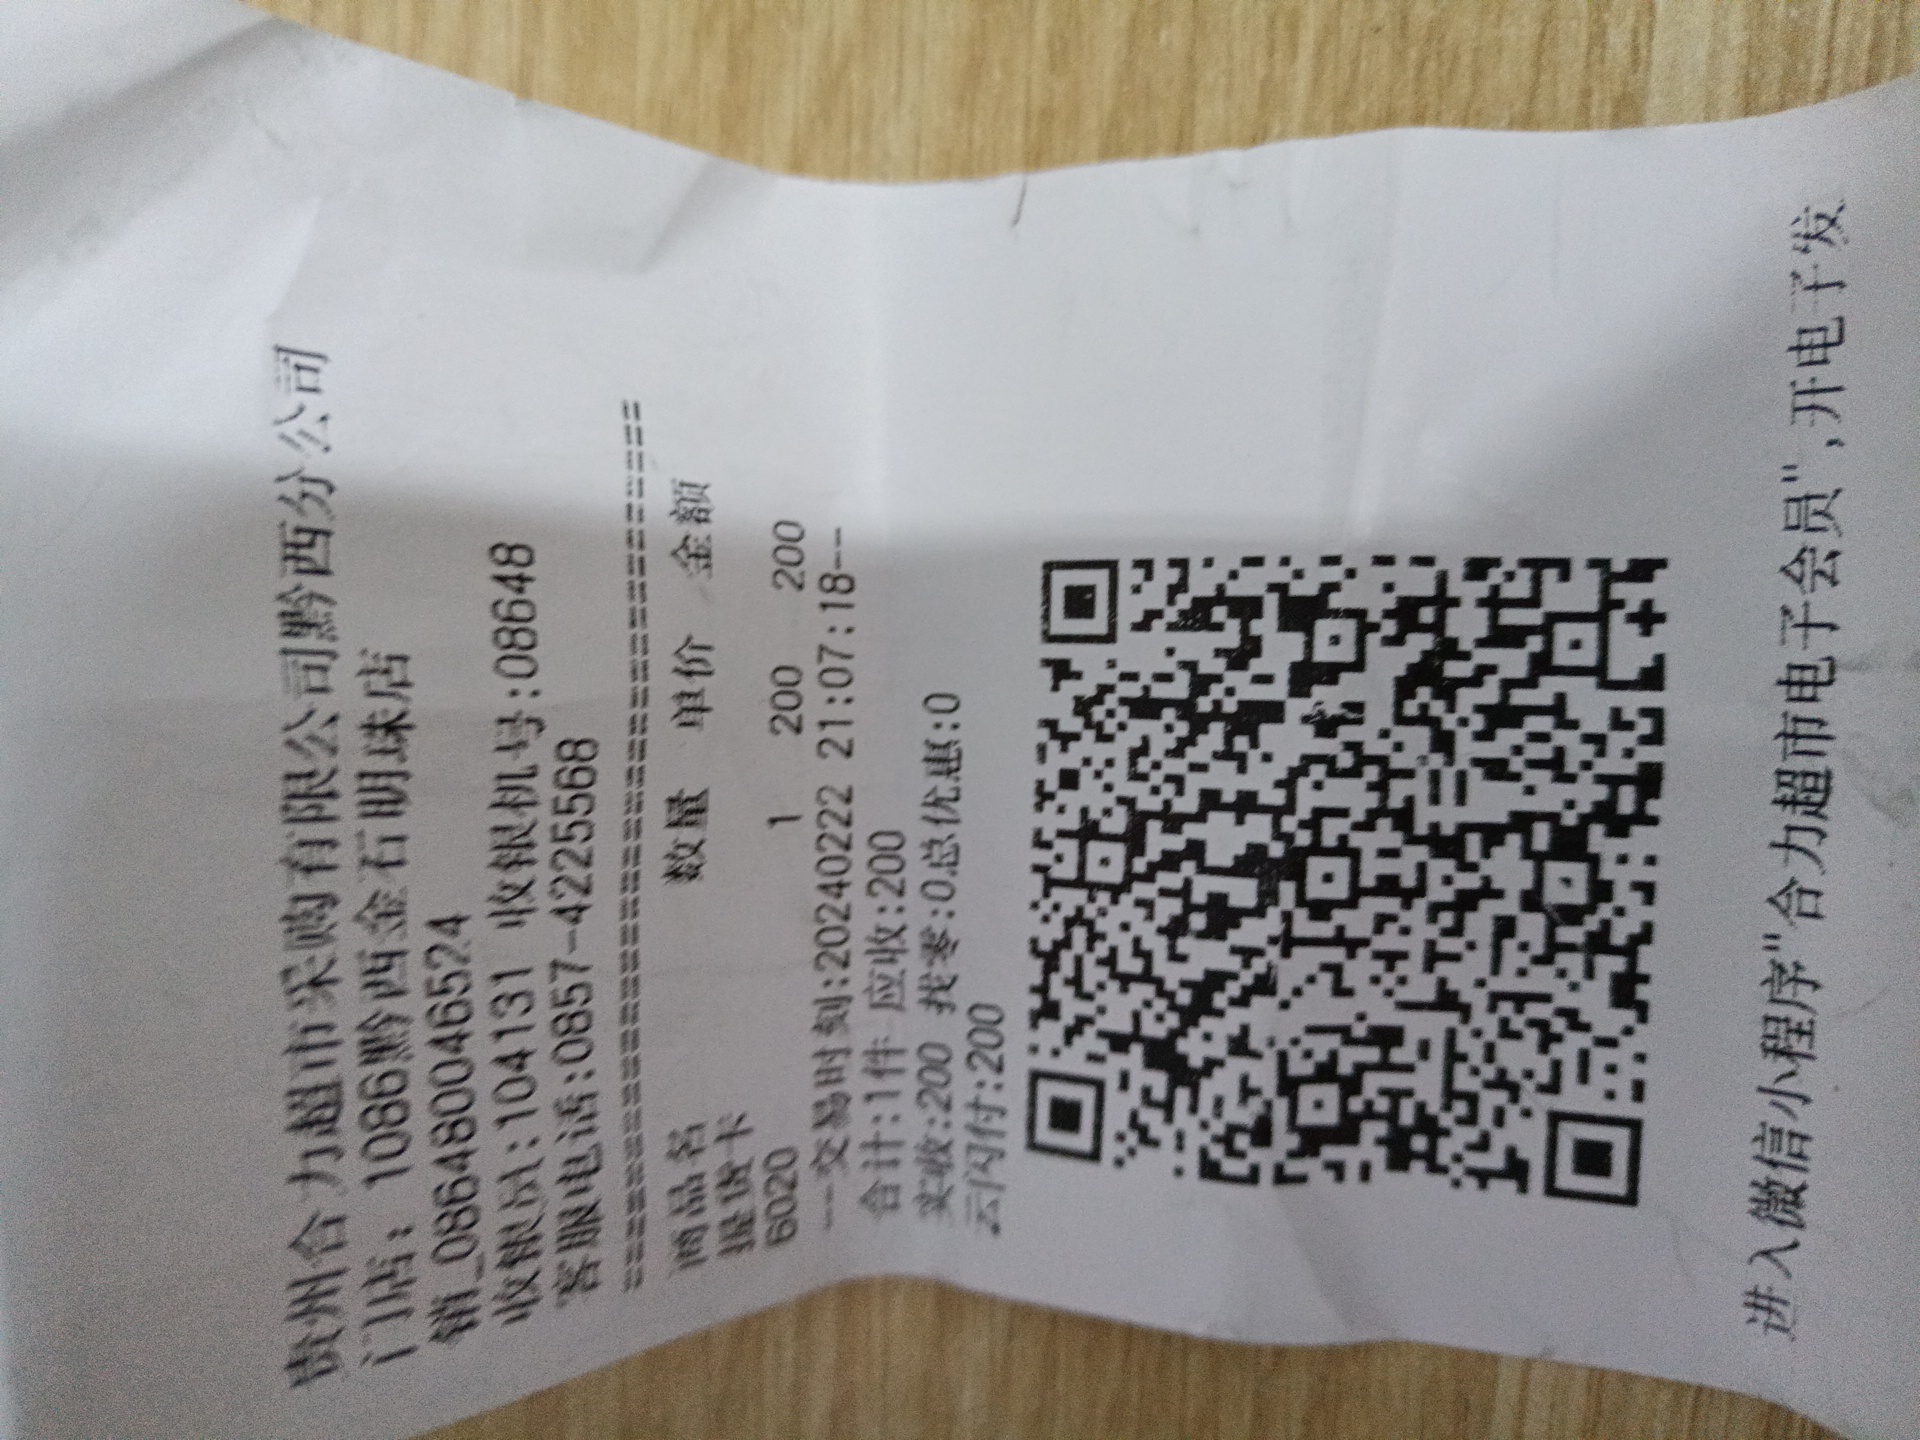 贵州合力超市采购有限公司黔西分公司
门店: 1086黔西金石明珠店
销_086480046524
收银员:104131 收银机号:08648
客服电话:0857-4225568
================================================
商品名 数量 单价 金额
提货卡
6020 1 200 200
--交易时刻:20240222 21:07:18--
合计:1件 应收:200
实收:200 找零:0总优惠:0
云闪付:200
进入微信小程序"合力超市电子会员",开电子发